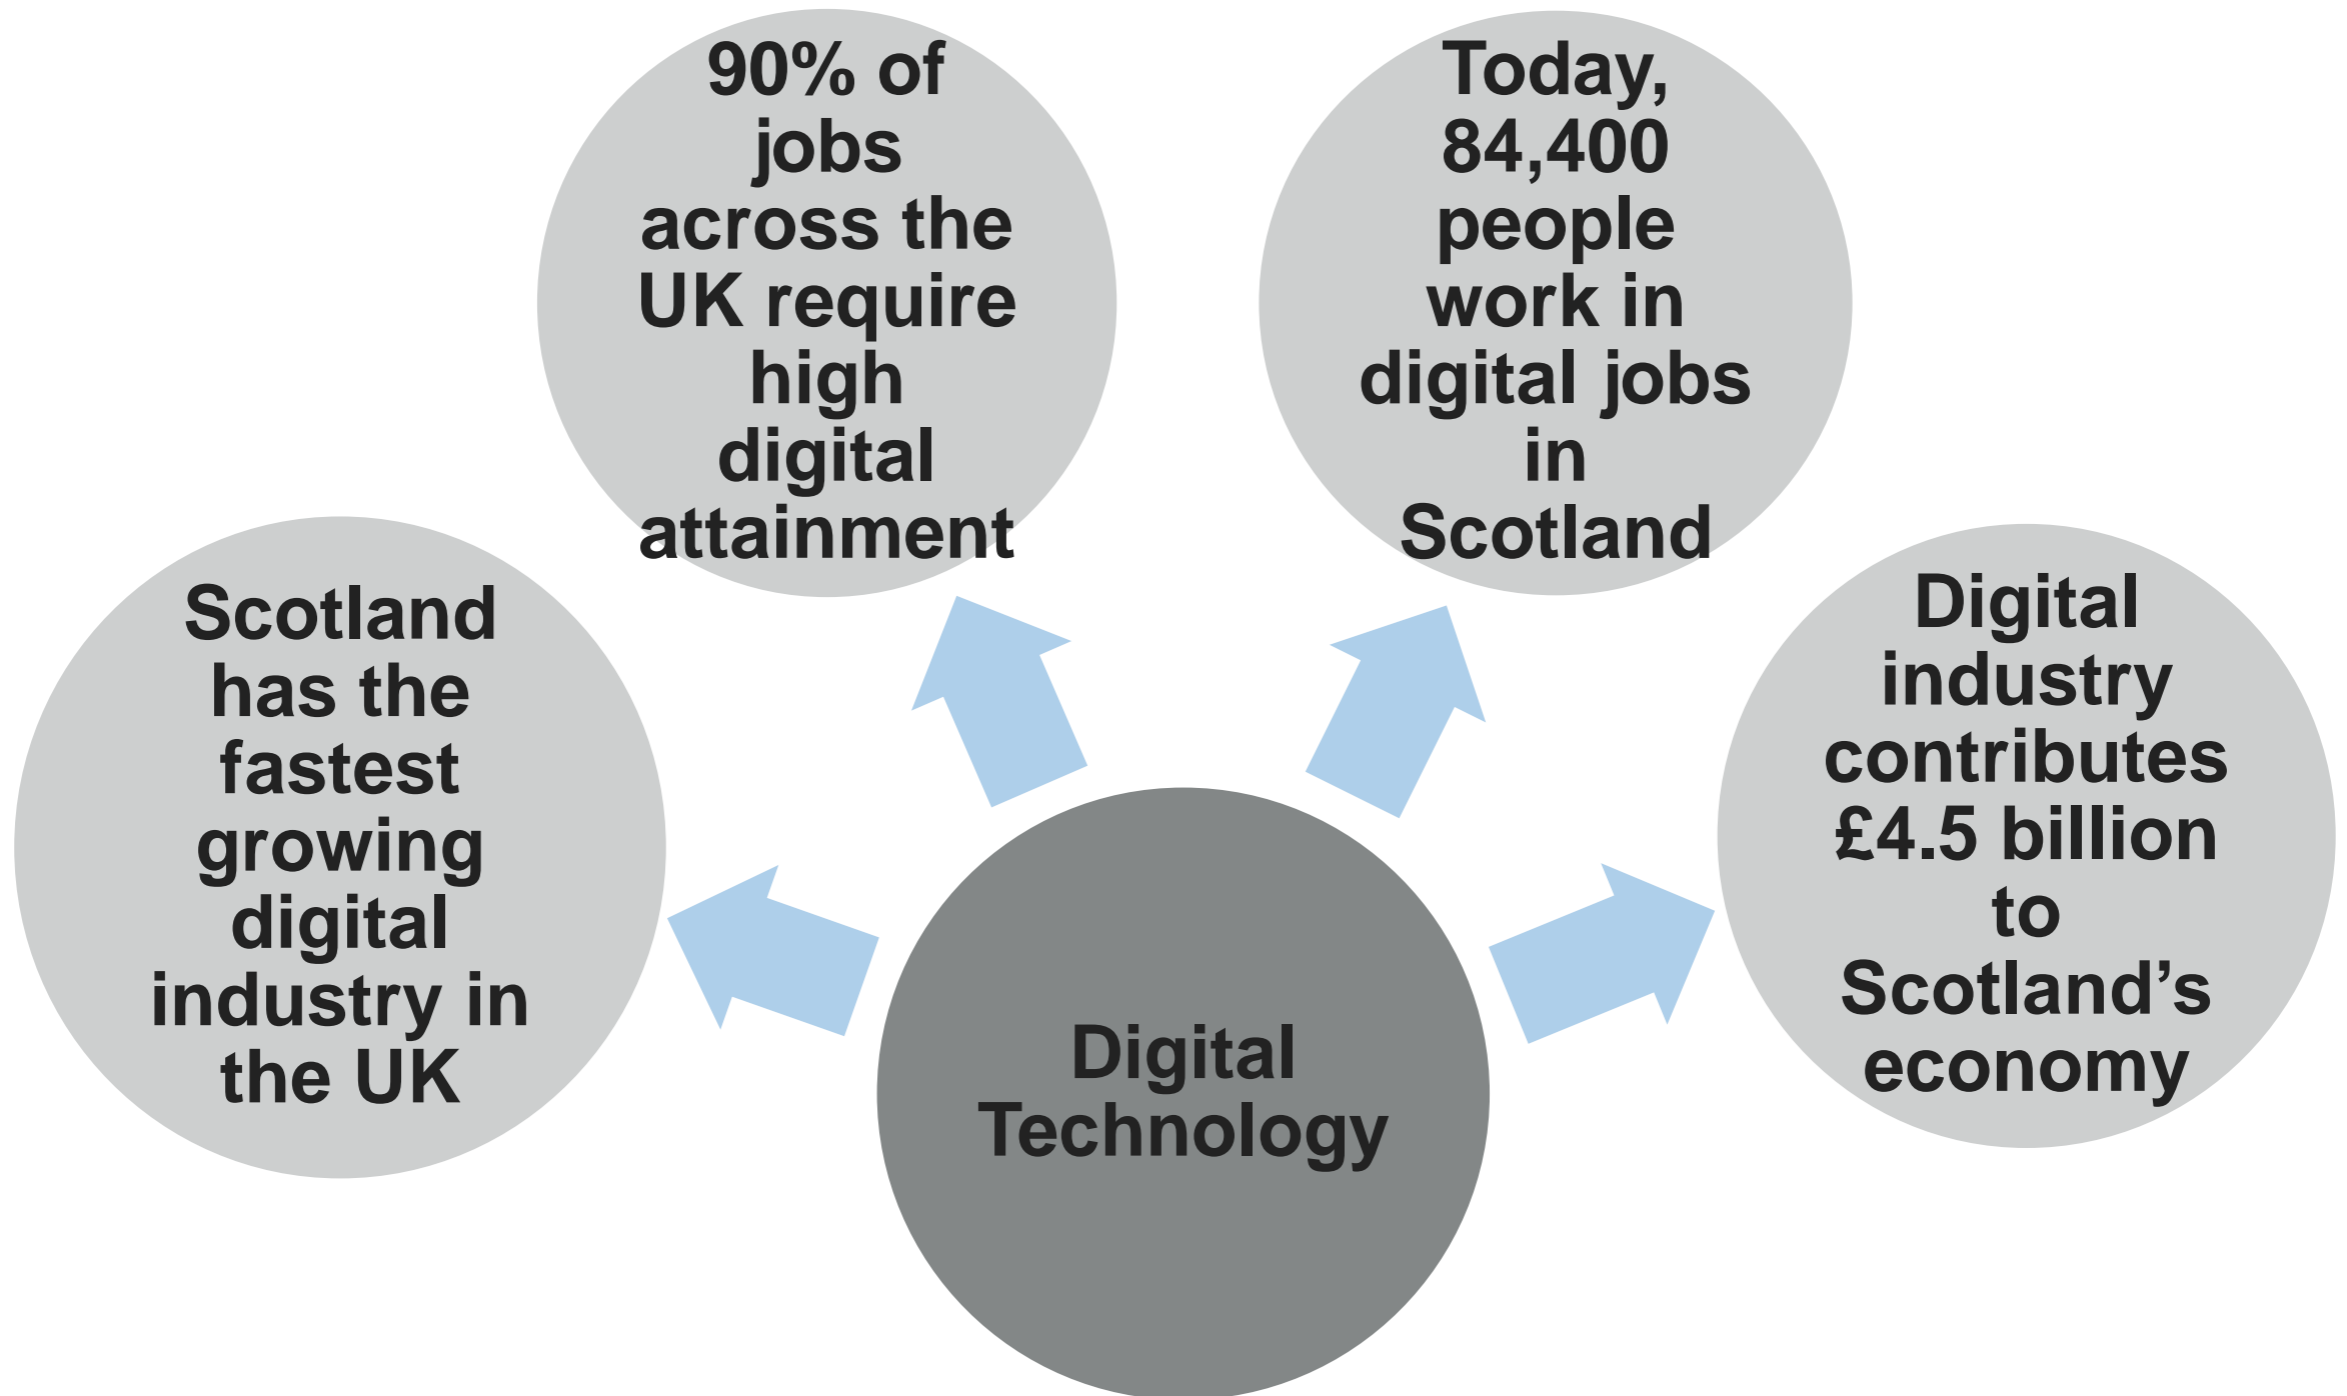 90% of
jobs
across the
UK require
high
digital
attainment
Today,
84,400
people
work in
digital jobs
in
Scotland
Scotland
has the
fastest
growing
digital
industry in
the UK
Digital
industry
contributes
£4.5 billion
to
Scotland’s
economy
Digital
Technology